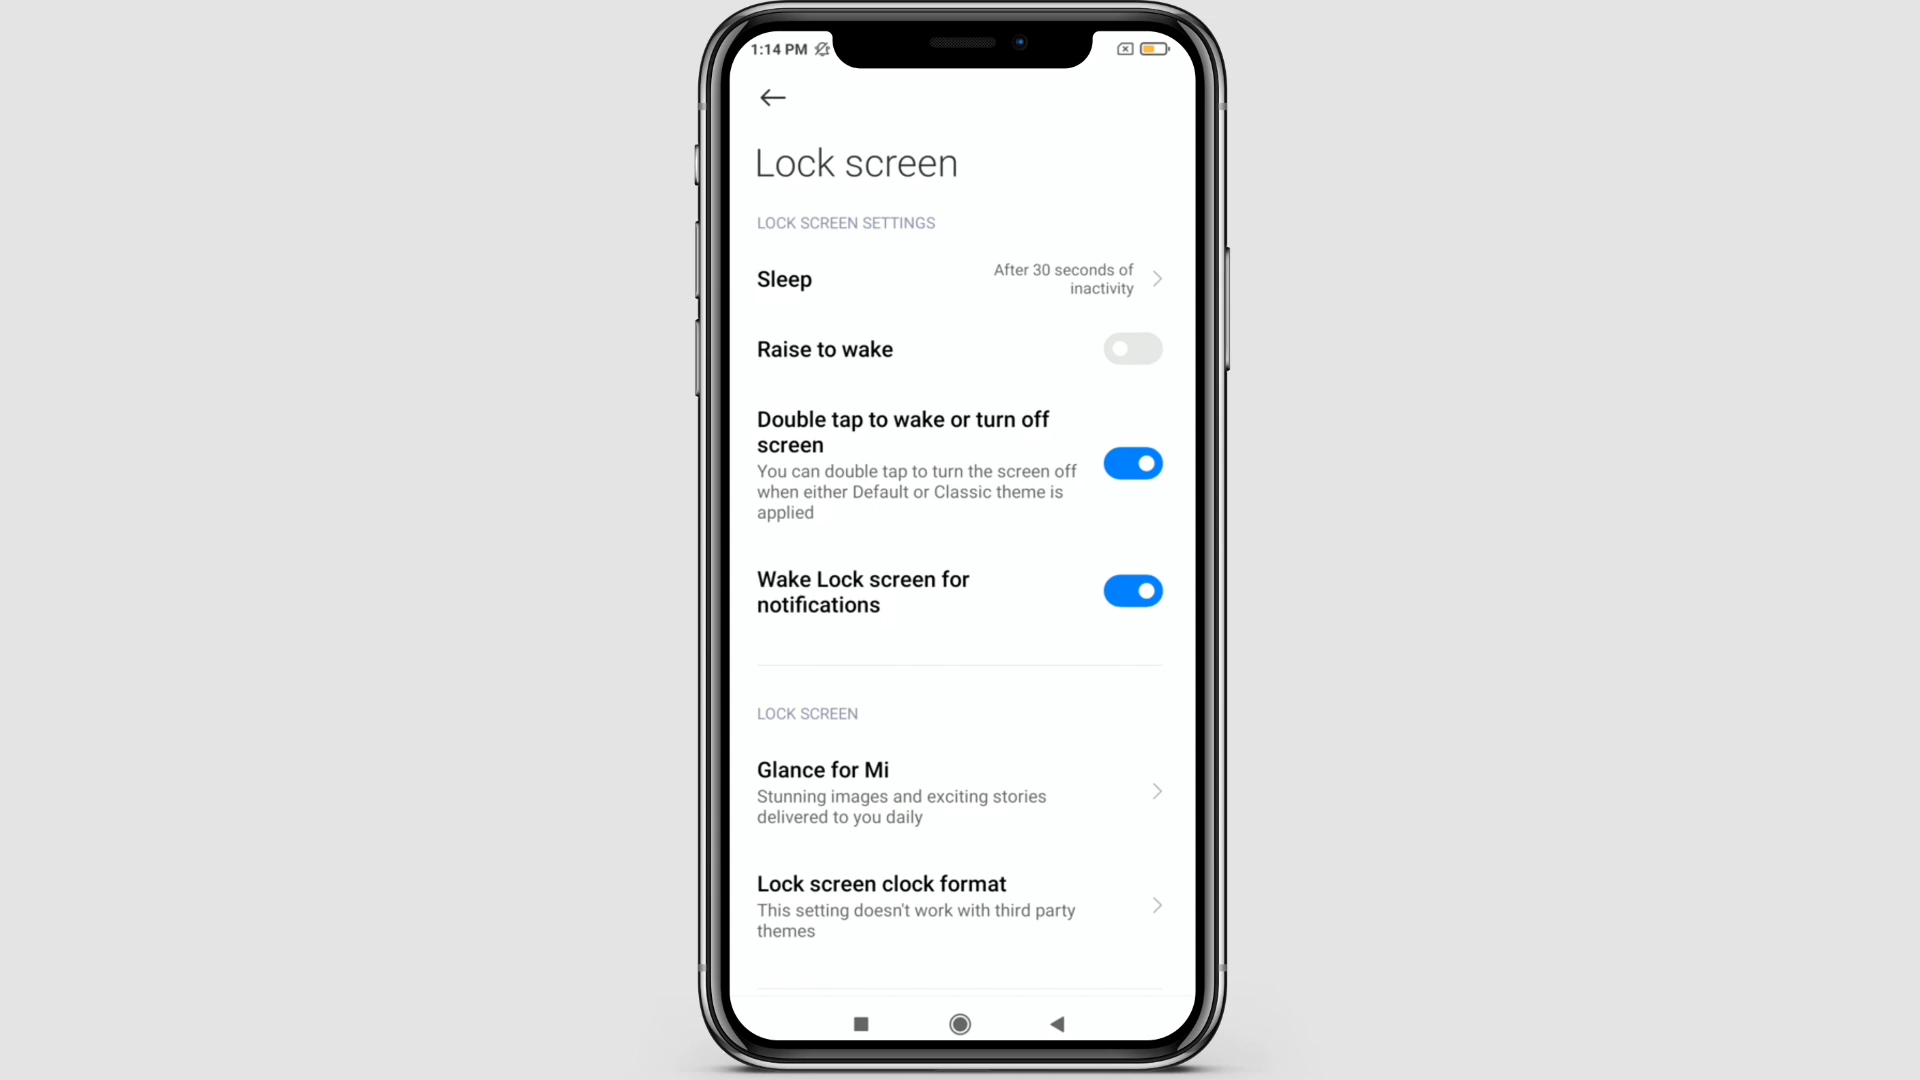 1:14 PM
Lock screen
LOCK SCREEN SETTINGS
Sleep
After 30 seconds of
inactivity
Raise to wake
Double tap to wake or turn off
screen
You can double tap to turn the screen off
when either Default or Classic theme is
applied
Wake Lock screen for
notifications
LOCK SCREEN
Glance for Mi
Stunning images and exciting stories
delivered to you daily
Lock screen clock format
This setting doesn't work with third party
themes